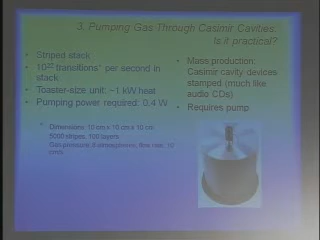 3. Pumping Gas Through Casimir Cavities:
Is it practical?
• Striped stack
• 10²⁰ transitions* per second in
stack
• Toaster-size unit: ~1 kW heat
• Pumping power required: 0.4 W
* Dimensions: 10 cm x 10 cm x 10 cm
5000 stripes, 100 layers
Gas pressure: 6 atmospheres, flow rate: 10
cm/s
• Mass production:
Casimir cavity devices
stamped (much like
audio CDs)
• Requires pump